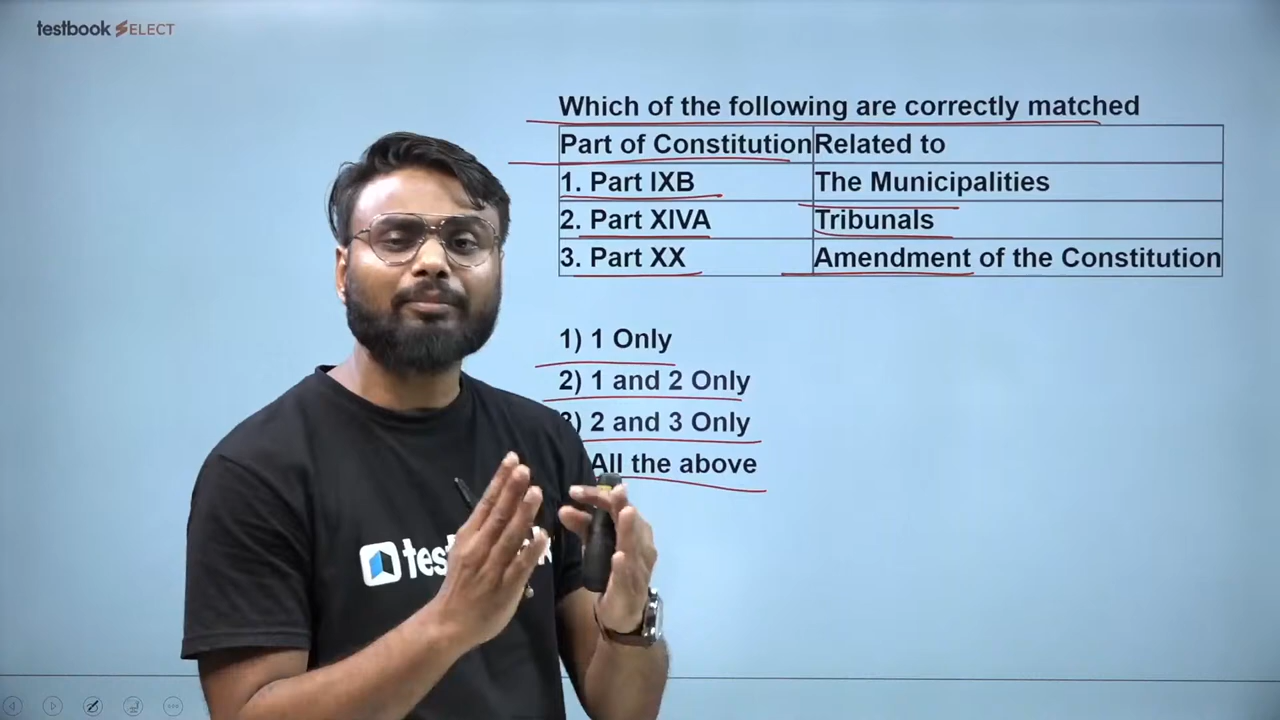 testbook SELECT
Which of the following are correctly matched
Part of Constitution Related to
1. Part IXB The Municipalities
2. Part XIVA Tribunals
3. Part XX Amendment of the Constitution
1) 1 Only
2) 1 and 2 Only
3) 2 and 3 Only
All the above